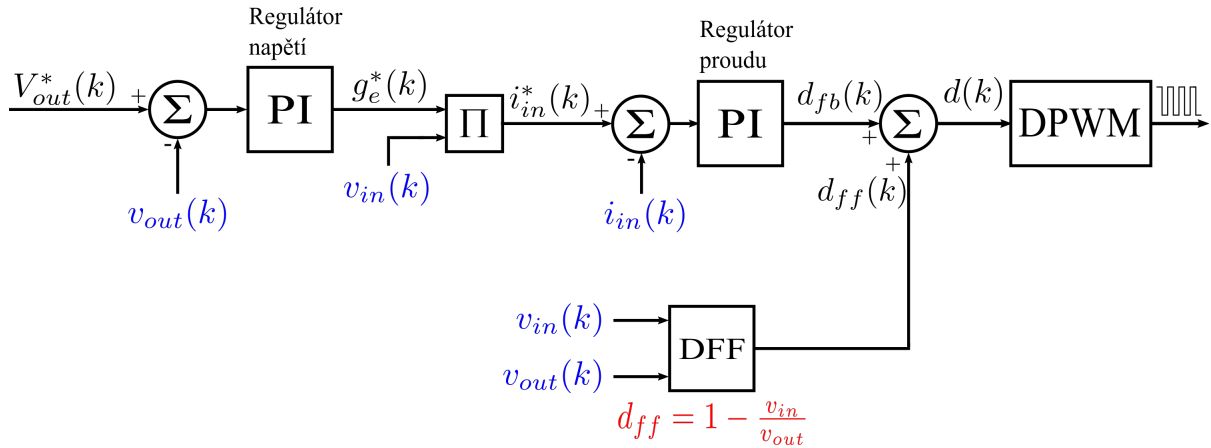 Regulátor
napětí
Regulátor
proudu
V*out(k)
+
Σ
-
vout(k)
PI
g*e(k)
Π
vin(k)
i*in(k)
+
Σ
-
iin(k)
PI
dfb(k)
+
Σ
+
dff(k)
d(k)
DPWM
vin(k)
vout(k)
DFF
dff = 1 − vin/vout